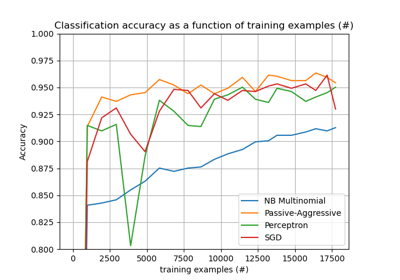 Classification accuracy as a function of training examples (#)
1.000
0.975
0.950
0.925
0.900
0.875
0.850
0.825
0.800
Accuracy
0
2500
5000
7500
10000
12500
15000
17500
training examples (#)
NB Multinomial
Passive-Aggressive
Perceptron
SGD